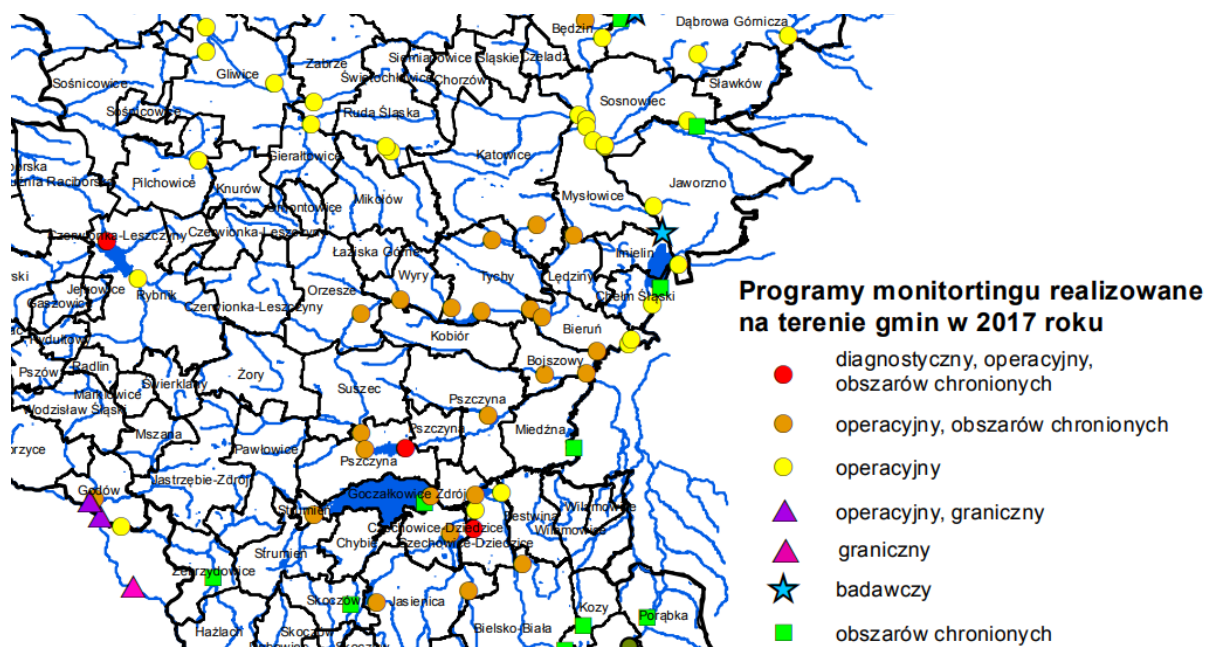 Dąbrowa Górnicza
Będzin
Siemianowice
Śląskie
Czeladź
Zabrze
Gliwice
Świętochłowice
Chorzów
Sławków
Sośnicowice
Sosnowiec
Sośnicowice
Ruda Śląska
Katowice
Gierałtowice
Pilchowice
Knurów
Jaworzno
Mysłowice
Mikołów
Czerwionka-Leszczyny
Czerwionka-Leszczyny
Łaziska Górne
Imielin
Wyry
Tychy
Lędziny
Orzesze
Chełm Śląski
Rybnik
Gaszowice
Czerwionka-Leszczyny
Bieruń
Kobiór
Bojszowy
Radlin
Pszów
Żory
Świerklany
Suszec
Marklowice
Wodzisław Śląski
Pszczyna
Miedźna
Mszana
Pszczyna
Pawłowice
Pszczyna
Jastrzębie-Zdrój
Godów
Goczałkowice Zdrój
Strumień
Wilamowice
Bestwina
Czechowice-Dziedzice
Wilamowice
Chybie
Czechowice-Dziedzice
Strumień
Zebrzydowice
Skoczów
Jasienica
Kozy
Porąbka
Hażlach
Skoczów
Bielsko-Biała
Programy monitortingu realizowane
na terenie gmin w 2017 roku
diagnostyczny, operacyjny,
obszarów chronionych
operacyjny, obszarów chronionych
operacyjny
operacyjny, graniczny
graniczny
badawczy
obszarów chronionych